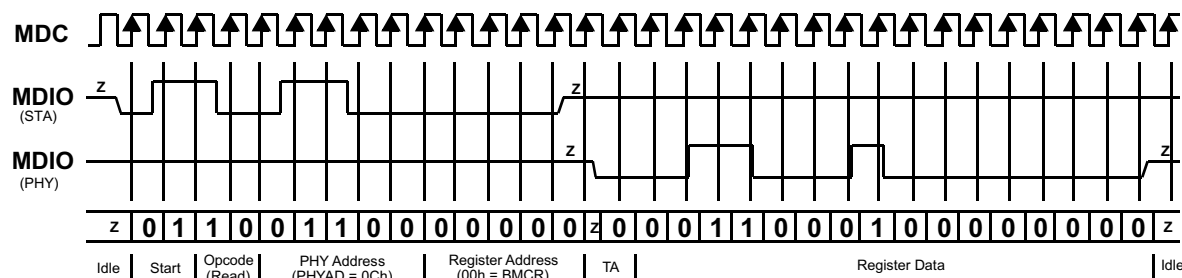 MDC
z z
MDIO
(STA)
z z
MDIO
(PHY)
z 0 1 1 0 0 1 1 0 0 0 0 0 0 0 z 0 0 0 1 1 0 0 0 1 0 0 0 0 0 0 0 0 z
Idle Start Opcode PHY Address Register Address TA Register Data Idle
(Read) (PHYAD = 0Ch) (00h = BMCR)